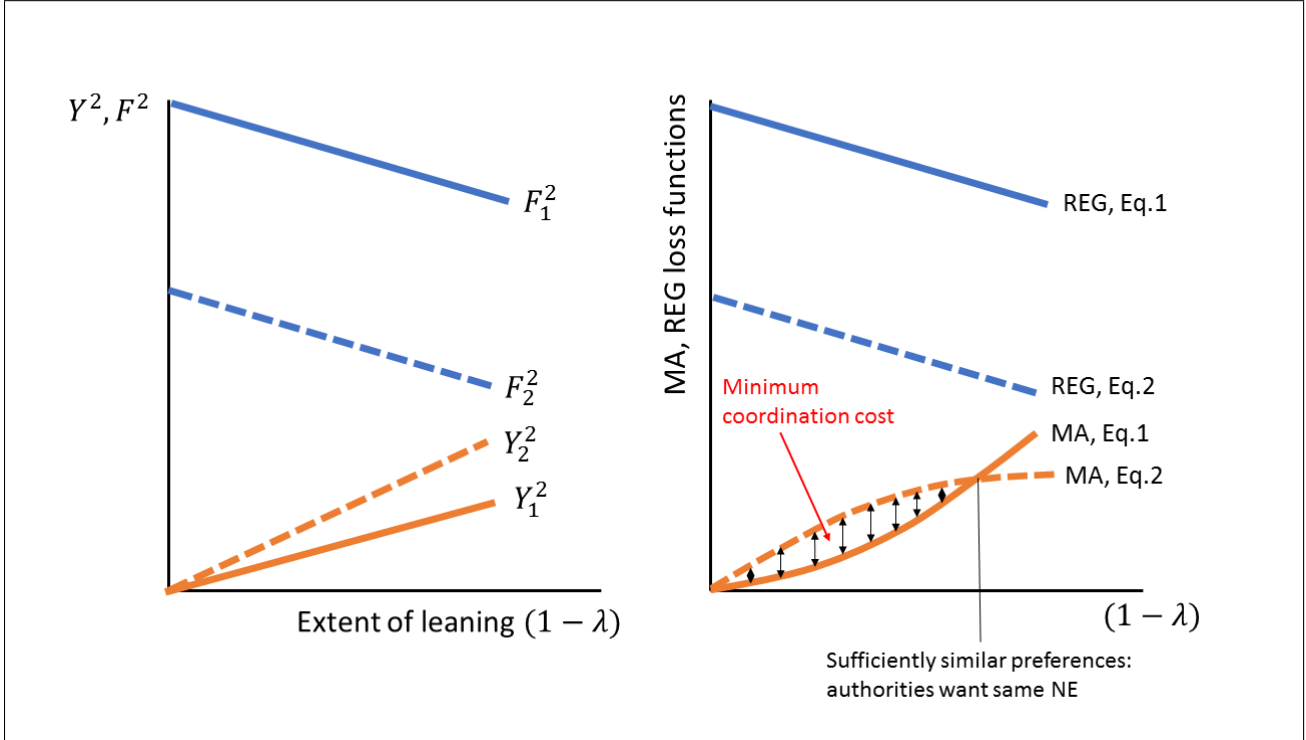 Y², F²
F₁²
F₂²
Y₂²
Y₁²
Extent of leaning (1 − λ)
MA, REG loss functions
REG, Eq.1
REG, Eq.2
Minimum
coordination cost
MA, Eq.1
MA, Eq.2
(1 − λ)
Sufficiently similar preferences:
authorities want same NE